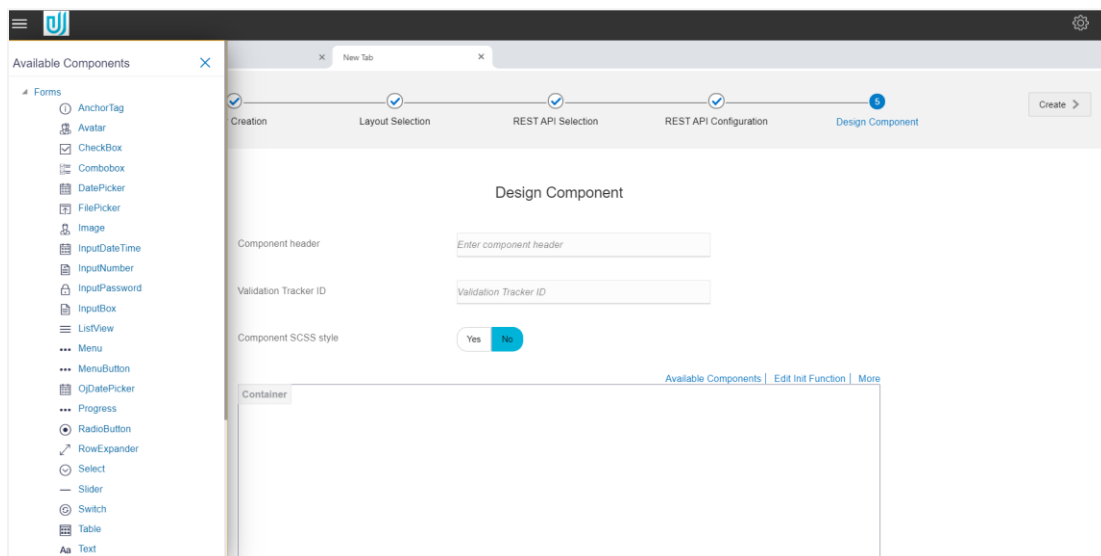 Available Components
Forms
AnchorTag
Avatar
CheckBox
Combobox
DatePicker
FilePicker
Image
InputDateTime
InputNumber
InputPassword
InputBox
ListView
Menu
MenuButton
OjDatePicker
Progress
RadioButton
RowExpander
Select
Slider
Switch
Table
Aa Text
New Tab
Creation
Layout Selection
REST API Selection
REST API Configuration
5
Design Component
Create
Design Component
Component header
Enter component header
Validation Tracker ID
Validation Tracker ID
Component SCSS style
Yes No
Available Components | Edit Init Function | More
Container